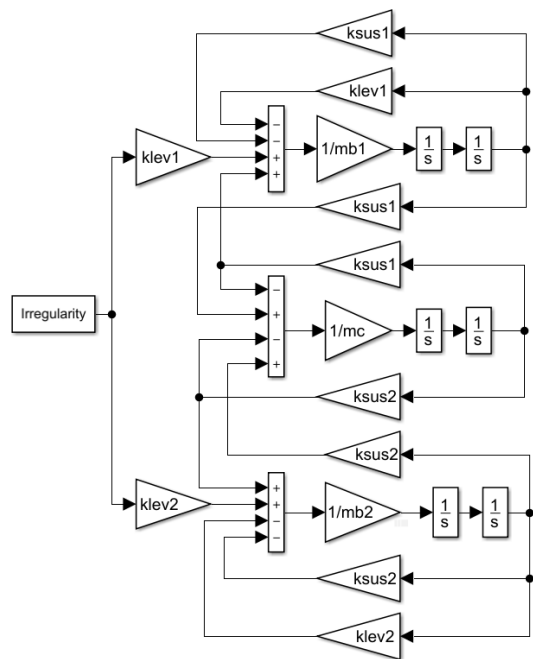 ksus1
klev1
−
−
+
+
klev1
1/mb1
1
s
1
s
ksus1
ksus1
Irregularity
−
+
−
+
1/mc
1
s
1
s
ksus2
ksus2
klev2
+
+
−
−
1/mb2
1
s
1
s
ksus2
klev2